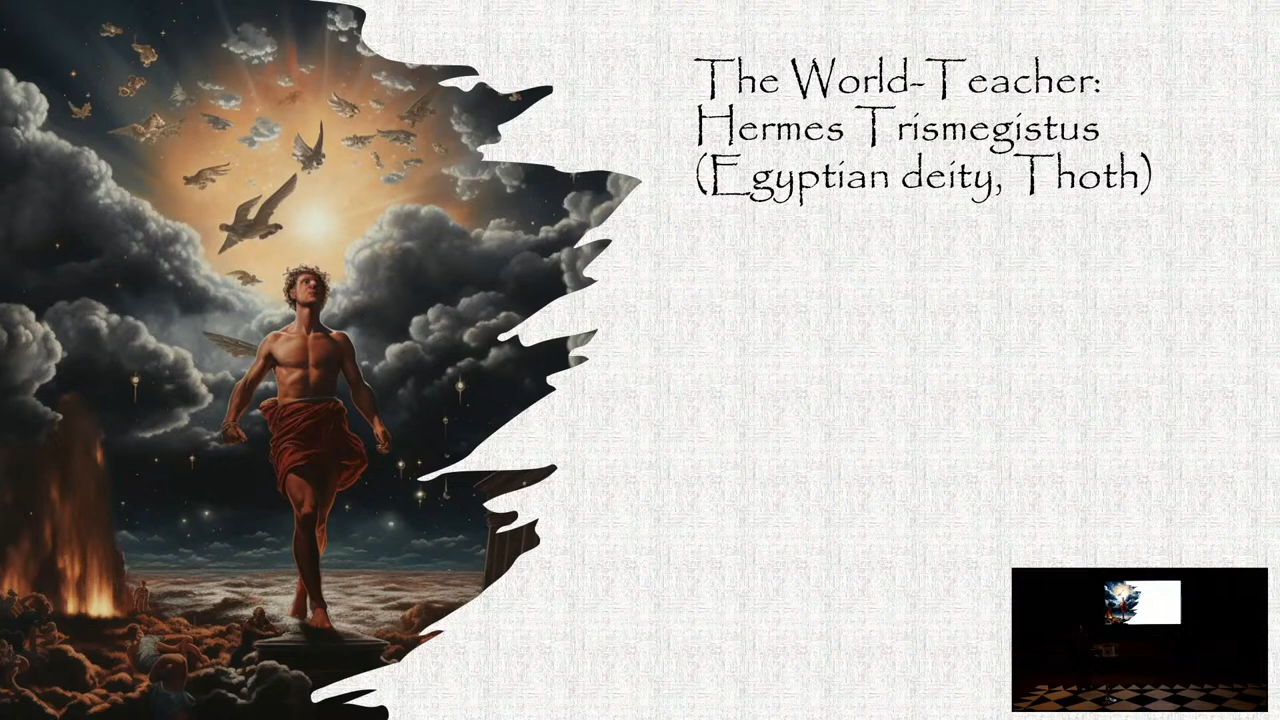 The World-Teacher:
Hermes Trismegistus
(Egyptian deity, Thoth)